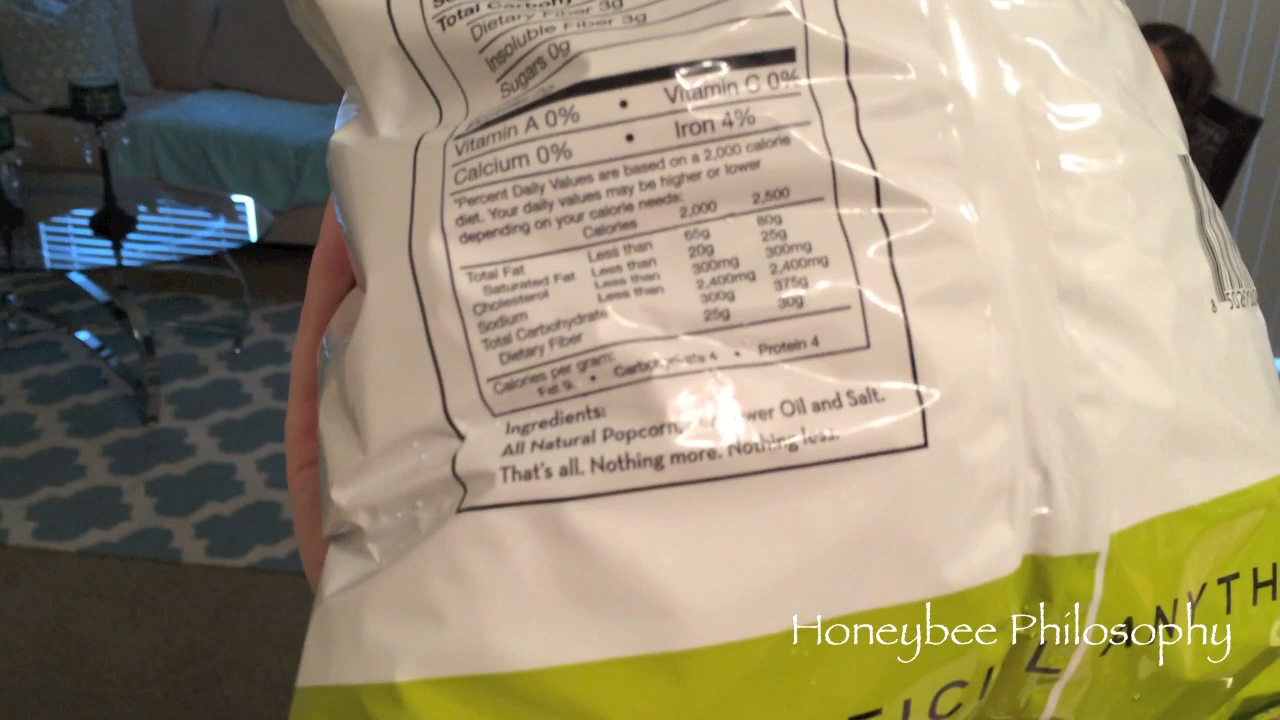 Total Carbohy
Dietary Fiber 3g
Insoluble Fiber 3g
Sugars 0g
Vitamin A 0% • Vitamin C 0%
Calcium 0% • Iron 4%
*Percent Daily Values are based on a 2,000 calorie
diet. Your daily values may be higher or lower
depending on your calorie needs:
Calories 2,000 2,500
Total Fat Less than 65g 80g
Saturated Fat Less than 20g 25g
Cholesterol Less than 300mg 300mg
Sodium Less than 2,400mg 2,400mg
Total Carbohydrate 300g 375g
Dietary Fiber 25g 30g
Calories per gram:
Fat 9 • Carbohydrate 4 • Protein 4
Ingredients:
All Natural Popcorn, wer Oil and Salt.
That's all. Nothing more. Nothing less.
Honeybee Philosophy
FICIAL ANYTH